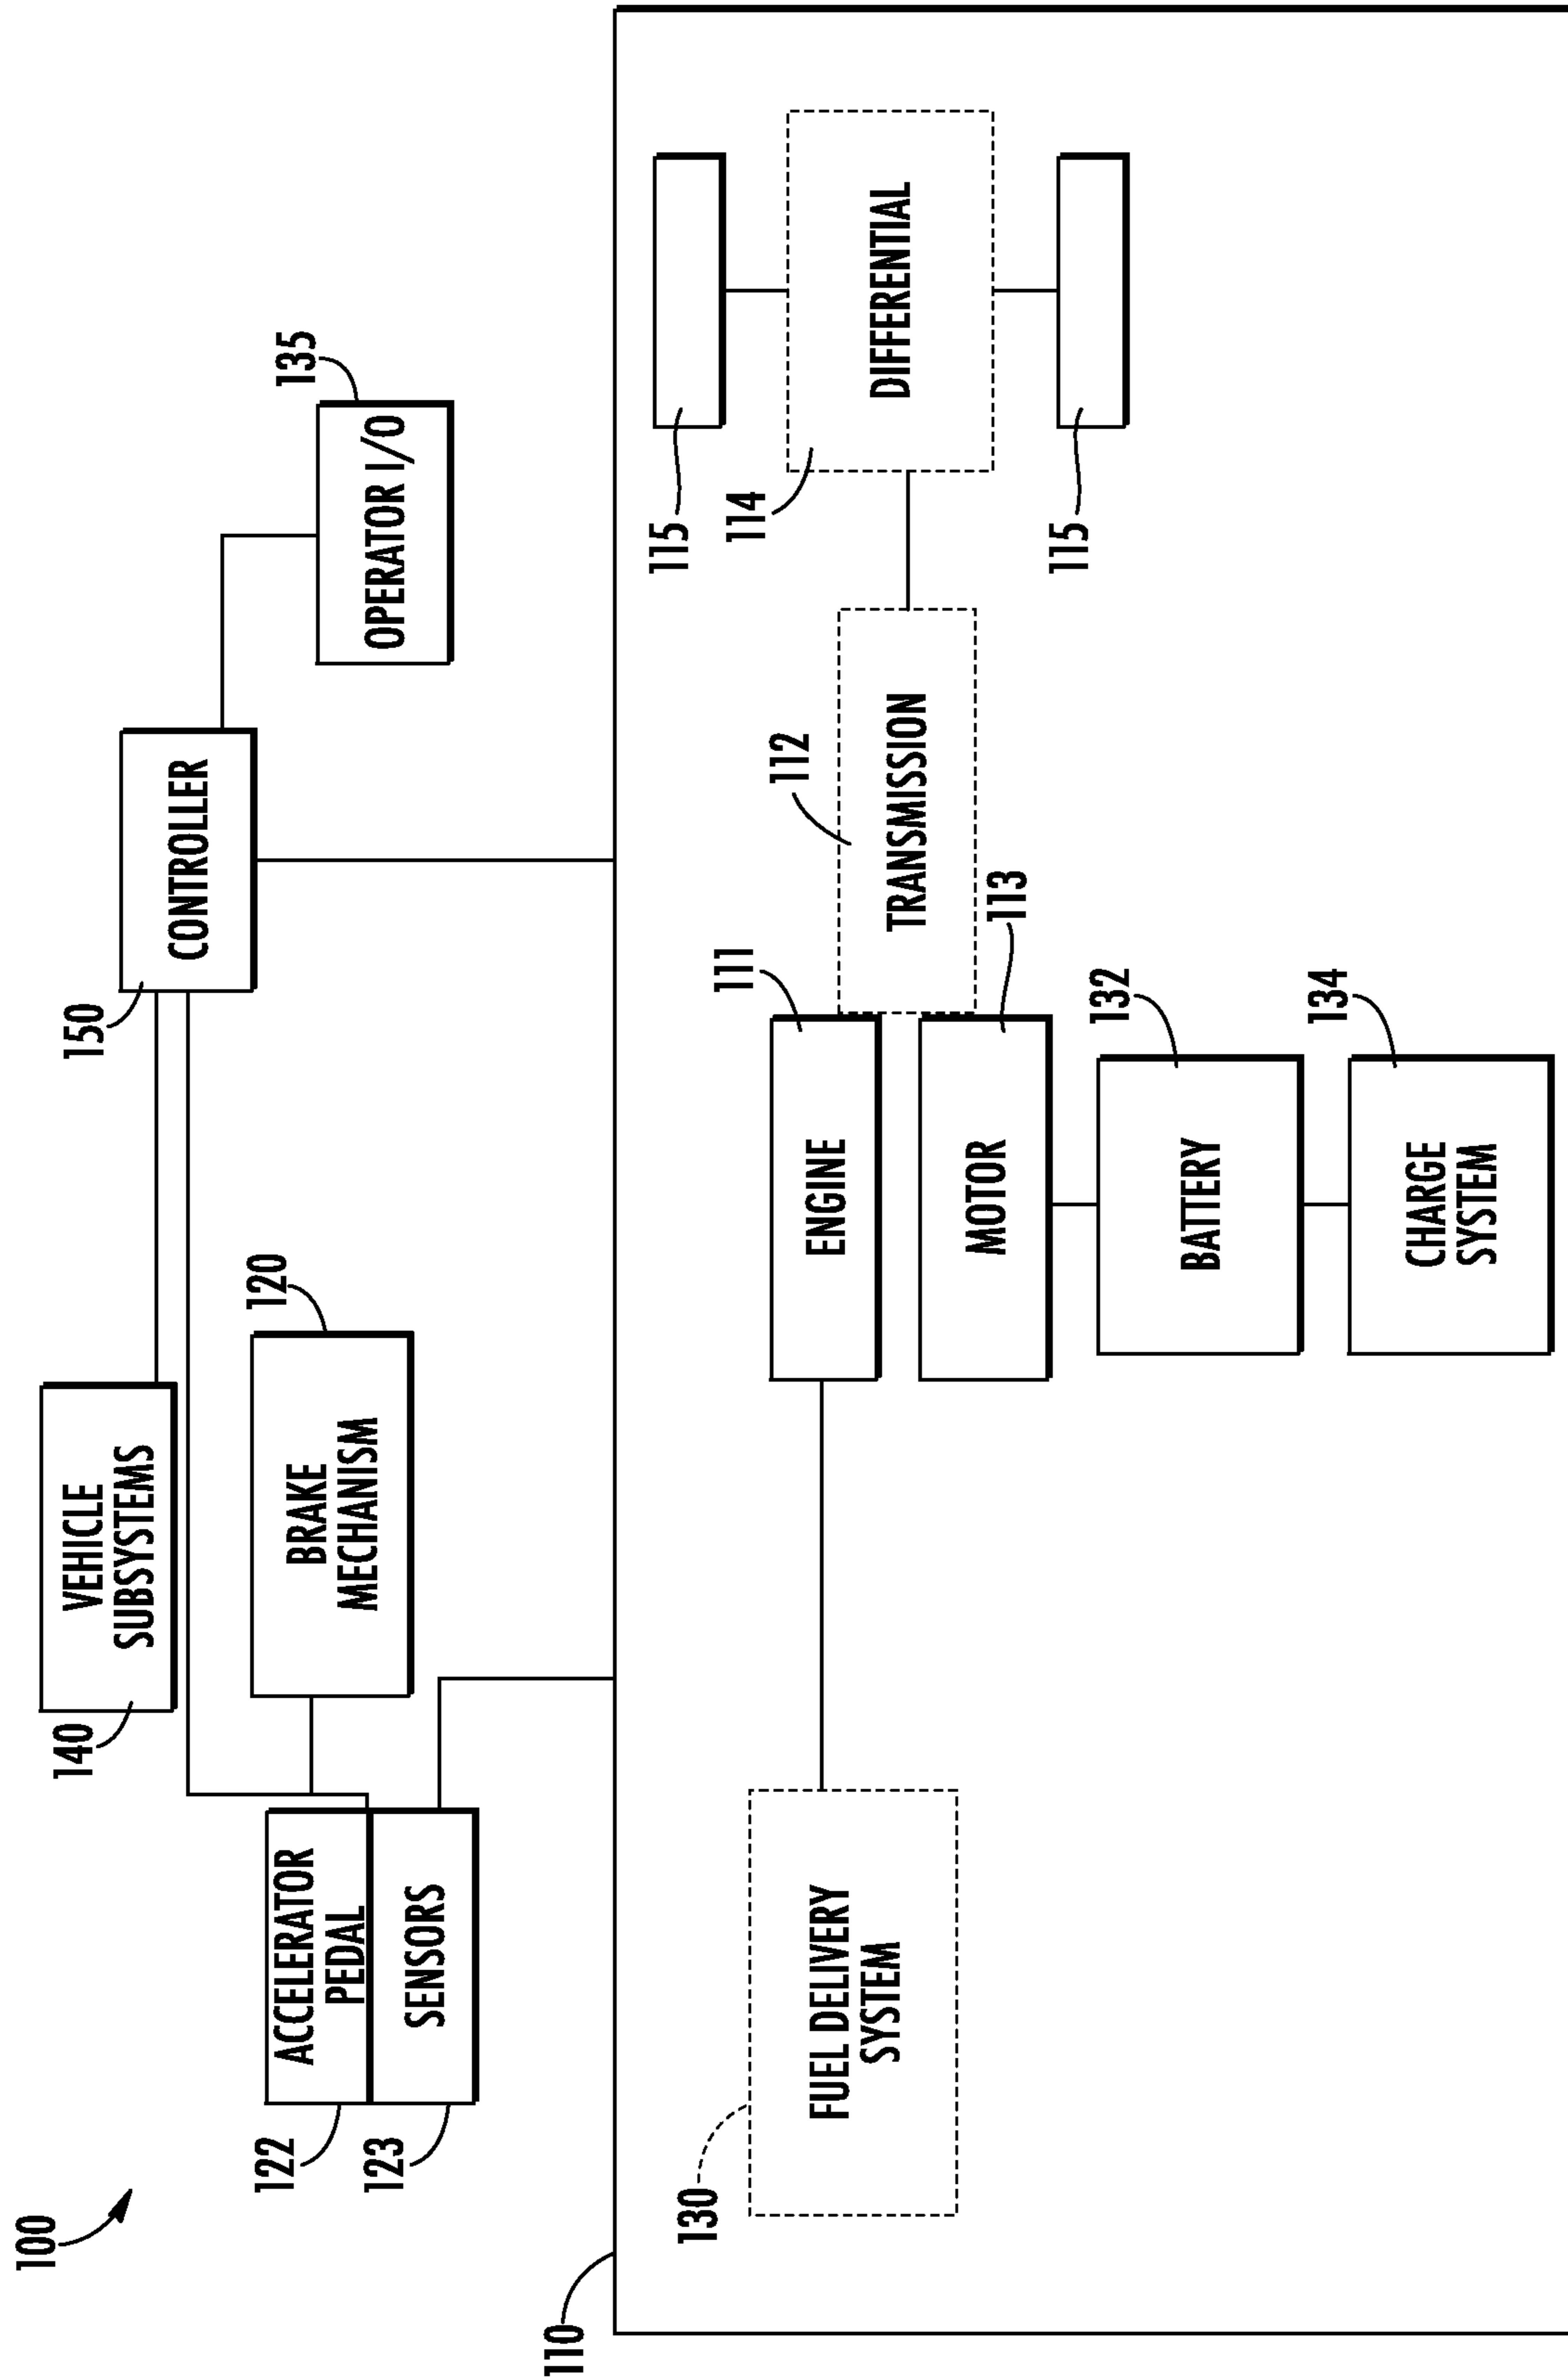 100
140
VEHICLE
SUBSYSTEMS
150
CONTROLLER
135
OPERATOR I/O
120
BRAKE
MECHANISM
122
ACCELERATOR
PEDAL
123
SENSORS
110
130
FUEL DELIVERY
SYSTEM
111
ENGINE
112
TRANSMISSION
113
MOTOR
114
DIFFERENTIAL
115
115
132
BATTERY
134
CHARGE
SYSTEM